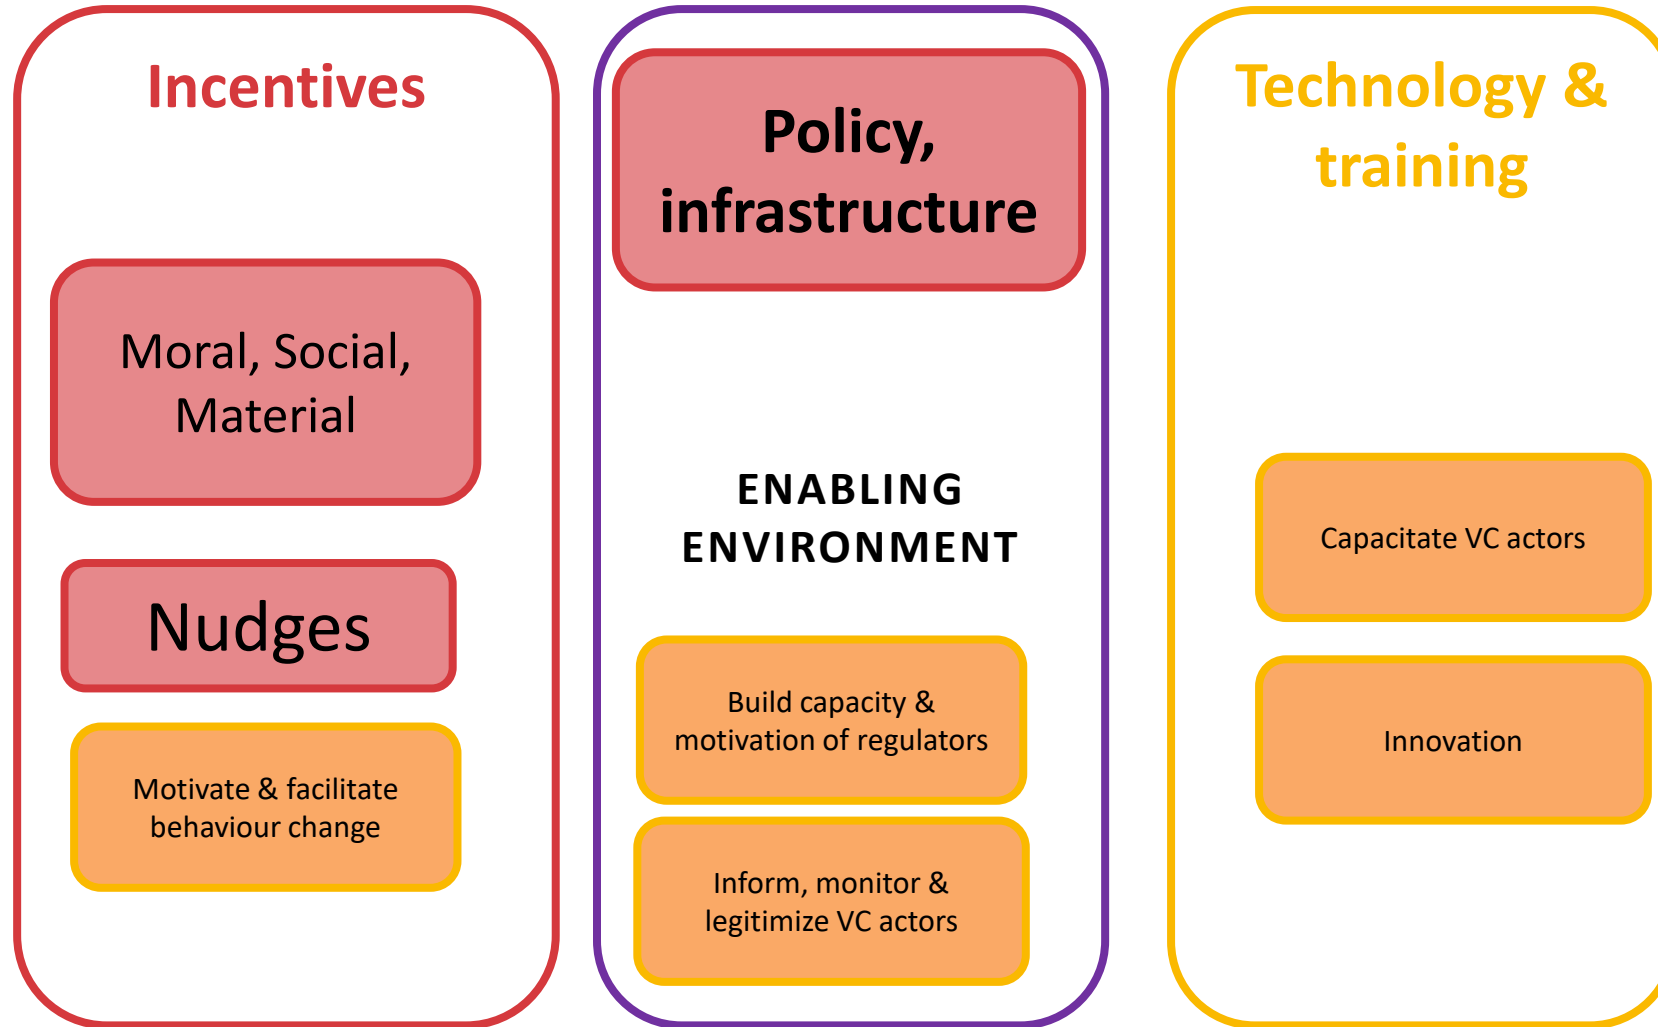 Incentives
Moral, Social,
Material
Nudges
Motivate & facilitate
behaviour change
Policy,
infrastructure
ENABLING
ENVIRONMENT
Build capacity &
motivation of regulators
Inform, monitor &
legitimize VC actors
Technology &
training
Capacitate VC actors
Innovation